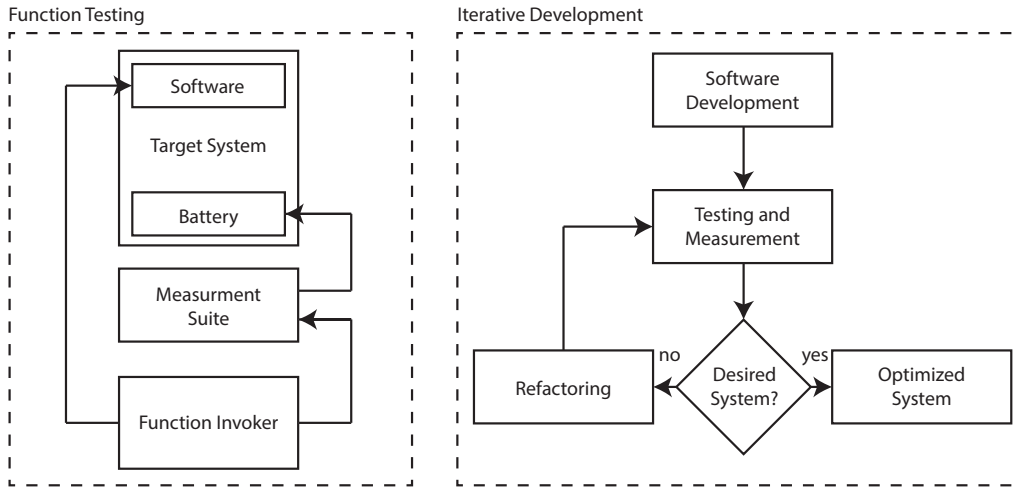 Function Testing
Software
Target System
Battery
Measurment
Suite
Function Invoker
Iterative Development
Software
Development
Testing and
Measurement
no
yes
Refactoring
Desired
System?
Optimized
System